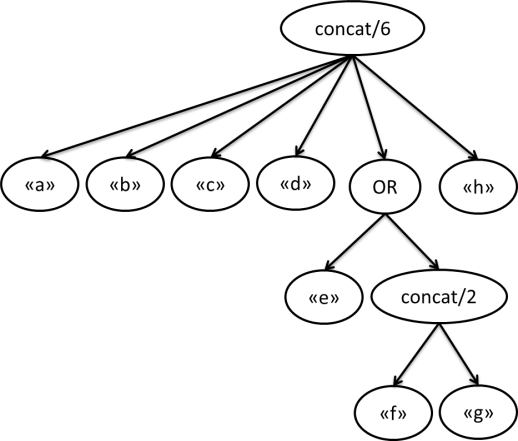 concat/6
«a» «b» «c» «d» OR «h»
«e» concat/2
«f» «g»